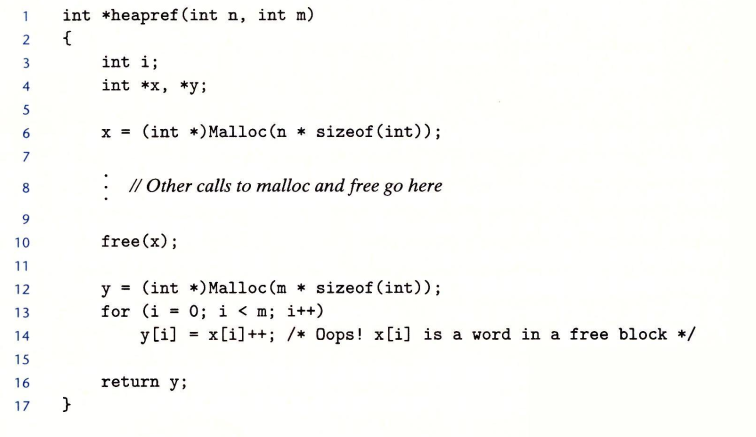 1 int *heapref(int n, int m)
2 {
3 int i;
4 int *x, *y;
5
6 x = (int *)Malloc(n * sizeof(int));
7
8 ⋮ // Other calls to malloc and free go here
9
10 free(x);
11
12 y = (int *)Malloc(m * sizeof(int));
13 for (i = 0; i < m; i++)
14 y[i] = x[i]++; /* Oops! x[i] is a word in a free block */
15
16 return y;
17 }